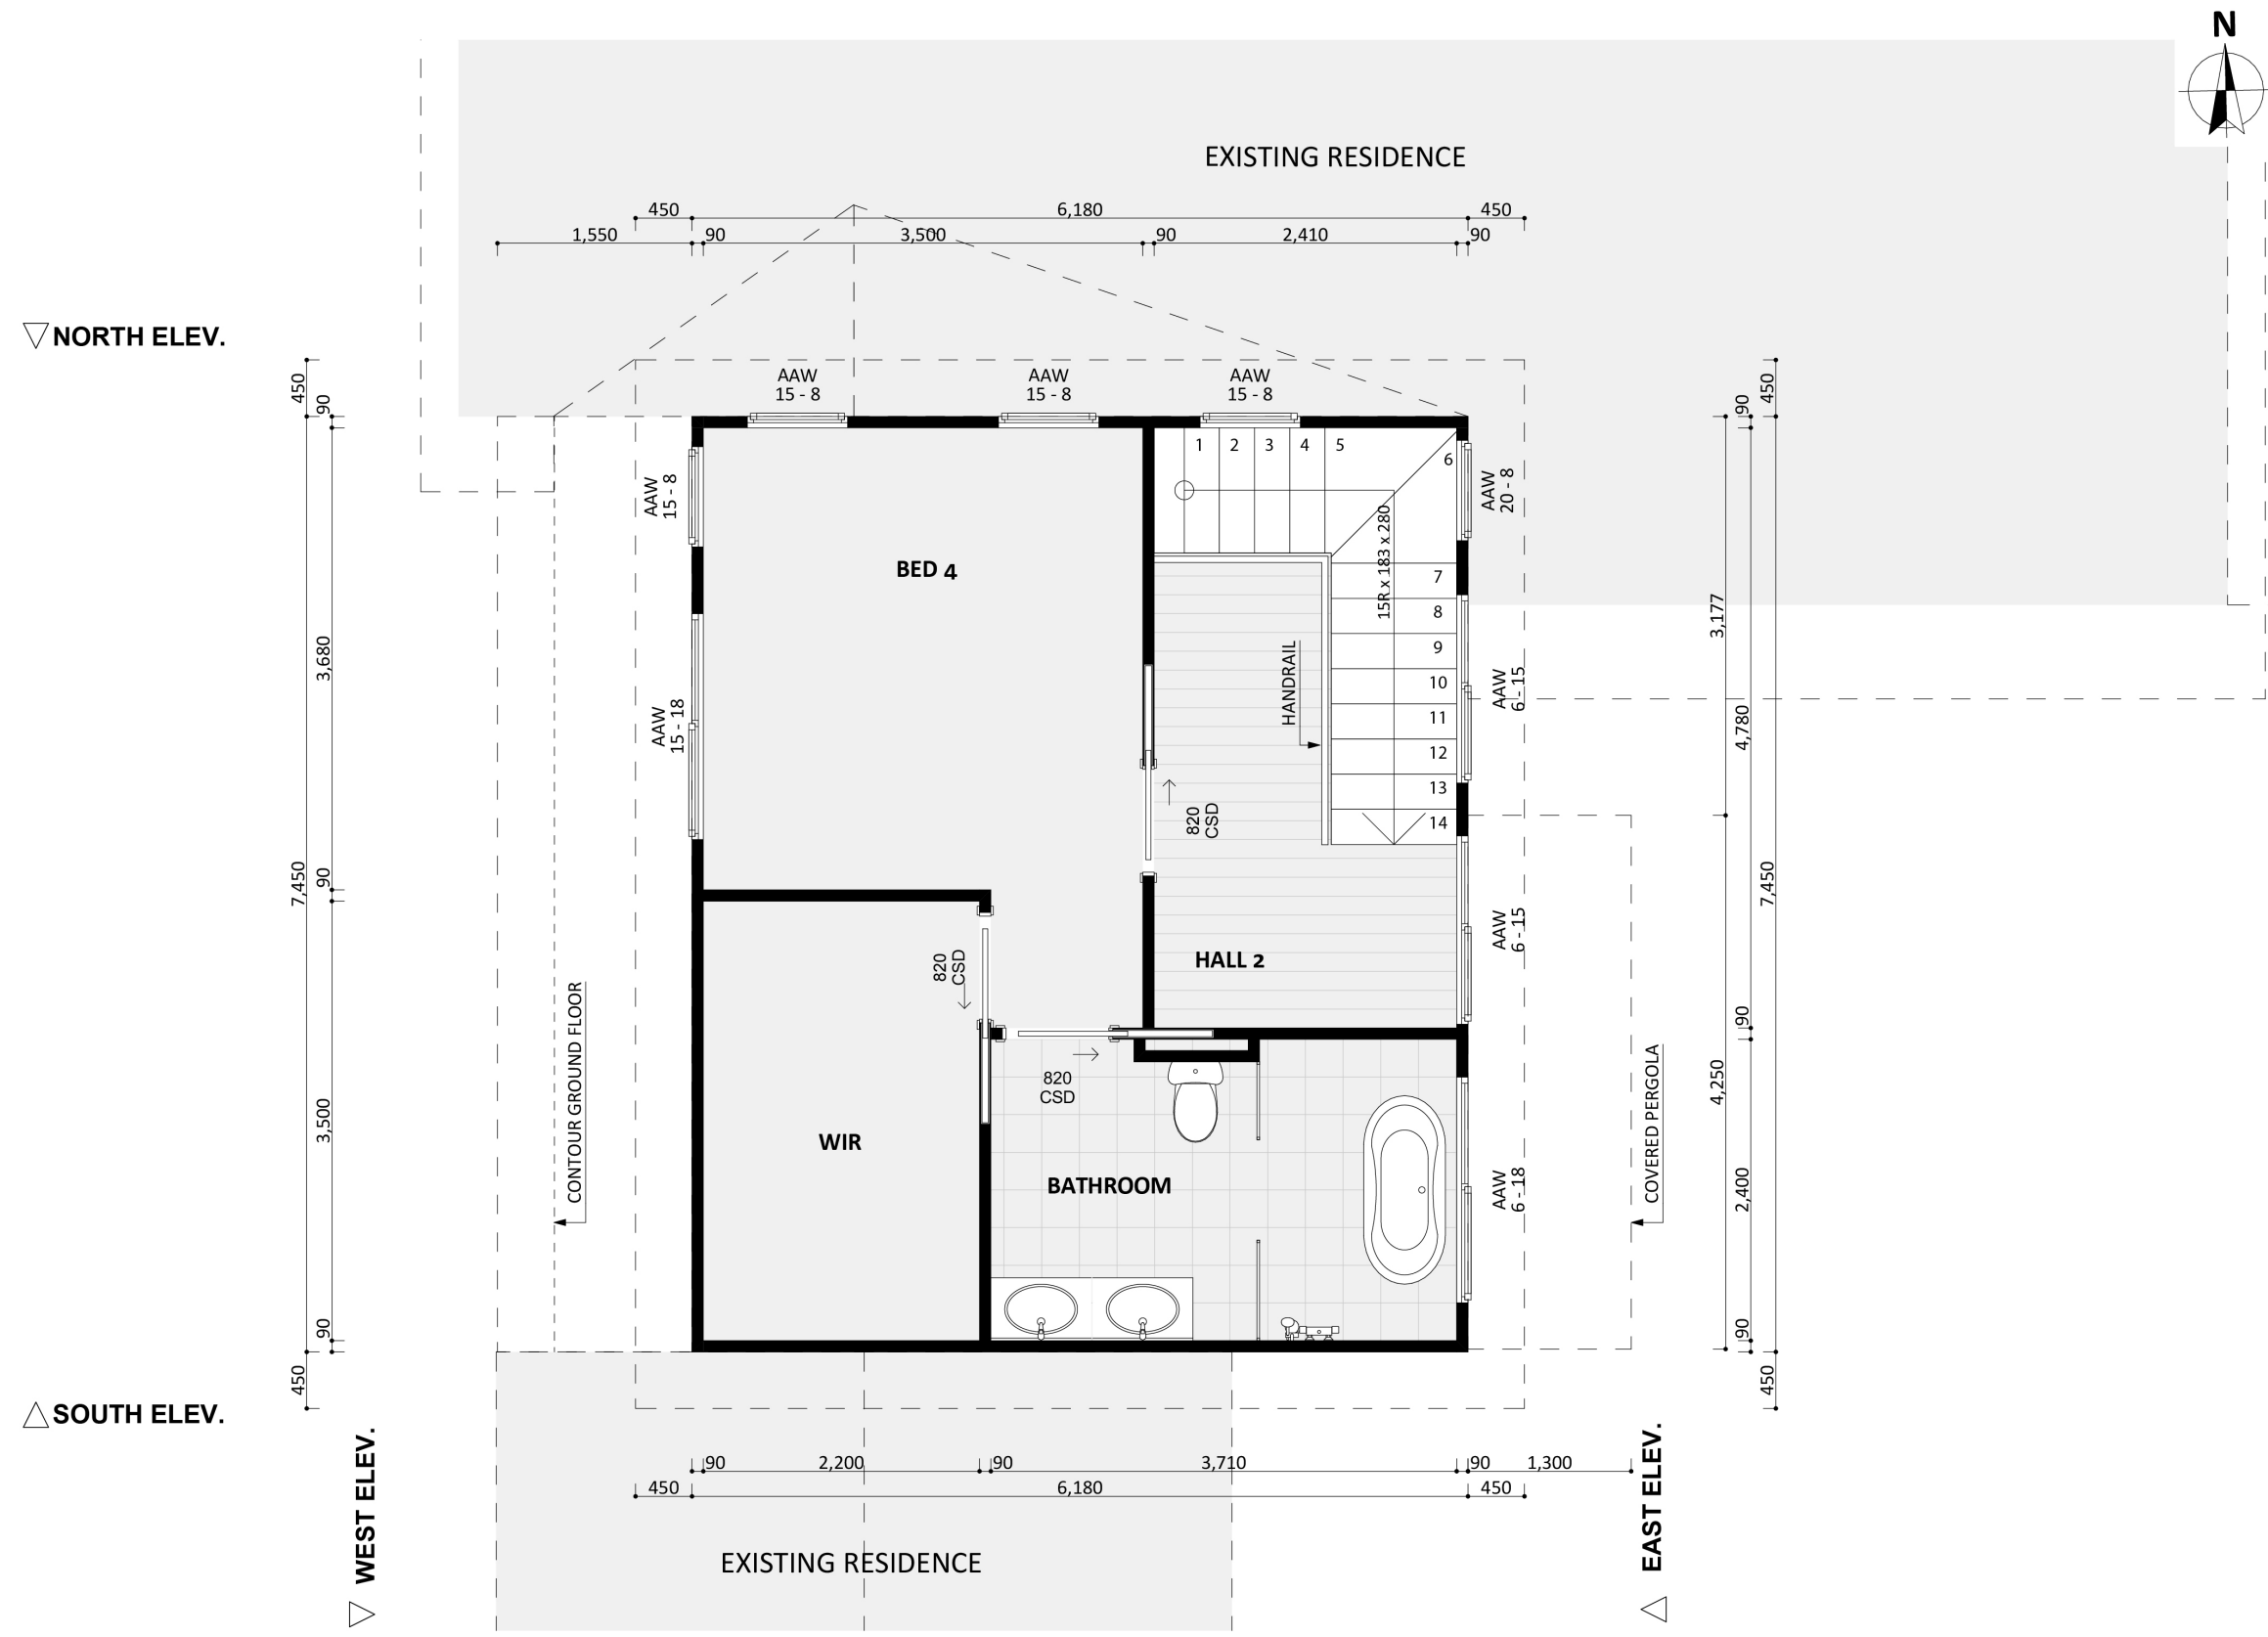 N
EXISTING RESIDENCE
450 6,180 450
1,550 90 3,500 90 2,410 90
NORTH ELEV.
AAW
15 - 8
AAW
15 - 8
AAW
15 - 8
450
90
3,680
7,450
90
3,500
90
450
AAW
15 - 8
AAW
15 - 18
BED 4
1 2 3 4 5
6
7
8
9
10
11
12
13
14
15R x 183 x 280
HANDRAIL
820
CSD
HALL 2
820
CSD
820
CSD
WIR
BATHROOM
AAW
20 - 8
AAW
6 - 15
AAW
6 - 15
AAW
6 - 18
CONTOUR GROUND FLOOR
COVERED PERGOLA
450
90
3,177
4,780
7,450
90
4,250
2,400
90
450
SOUTH ELEV.
WEST ELEV.
EAST ELEV.
90 2,200 90 3,710 90 1,300
450 6,180 450
EXISTING RESIDENCE